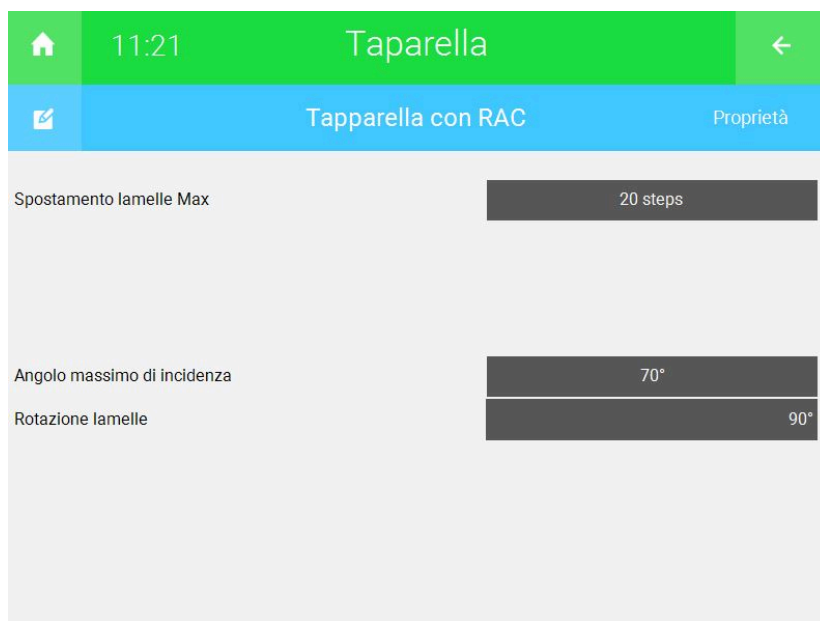 11:21 Taparella
Tapparella con RAC Proprietà
Spostamento lamelle Max 20 steps
Angolo massimo di incidenza 70°
Rotazione lamelle 90°